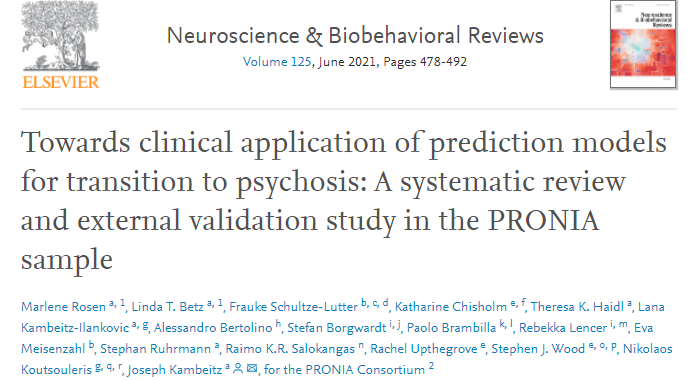 Neuroscience & Biobehavioral Reviews
Volume 125, June 2021, Pages 478-492
ELSEVIER
Towards clinical application of prediction models
for transition to psychosis: A systematic review
and external validation study in the PRONIA
sample
Marlene Rosen a, 1, Linda T. Betz a, 1, Frauke Schultze-Lutter b, c, d, Katharine Chisholm e, f, Theresa K. Haidl a, Lana
Kambeitz-Ilankovic a, g, Alessandro Bertolino h, Stefan Borgwardt i, j, Paolo Brambilla k, l, Rebekka Lencer i, m, Eva
Meisenzahl b, Stephan Ruhrmann a, Raimo K.R. Salokangas n, Rachel Upthegrove e, Stephen J. Wood e, o, p, Nikolaos
Koutsouleris g, q, r, Joseph Kambeitz a, for the PRONIA Consortium 2